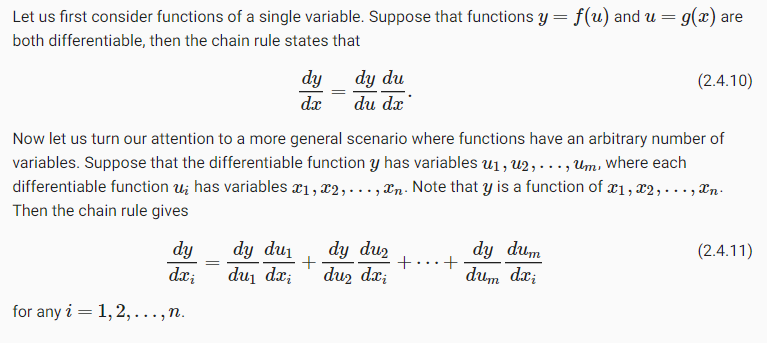 Let us first consider functions of a single variable. Suppose that functions y = f(u) and u = g(x) are
both differentiable, then the chain rule states that
dy/dx = dy/du du/dx. (2.4.10)
Now let us turn our attention to a more general scenario where functions have an arbitrary number of
variables. Suppose that the differentiable function y has variables u₁, u₂, . . . , uₘ, where each
differentiable function uᵢ has variables x₁, x₂, . . . , xₙ. Note that y is a function of x₁, x₂, . . . , xₙ.
Then the chain rule gives
dy/dxᵢ = dy/du₁ du₁/dxᵢ + dy/du₂ du₂/dxᵢ + · · · + dy/duₘ duₘ/dxᵢ (2.4.11)
for any i = 1, 2, . . . , n.